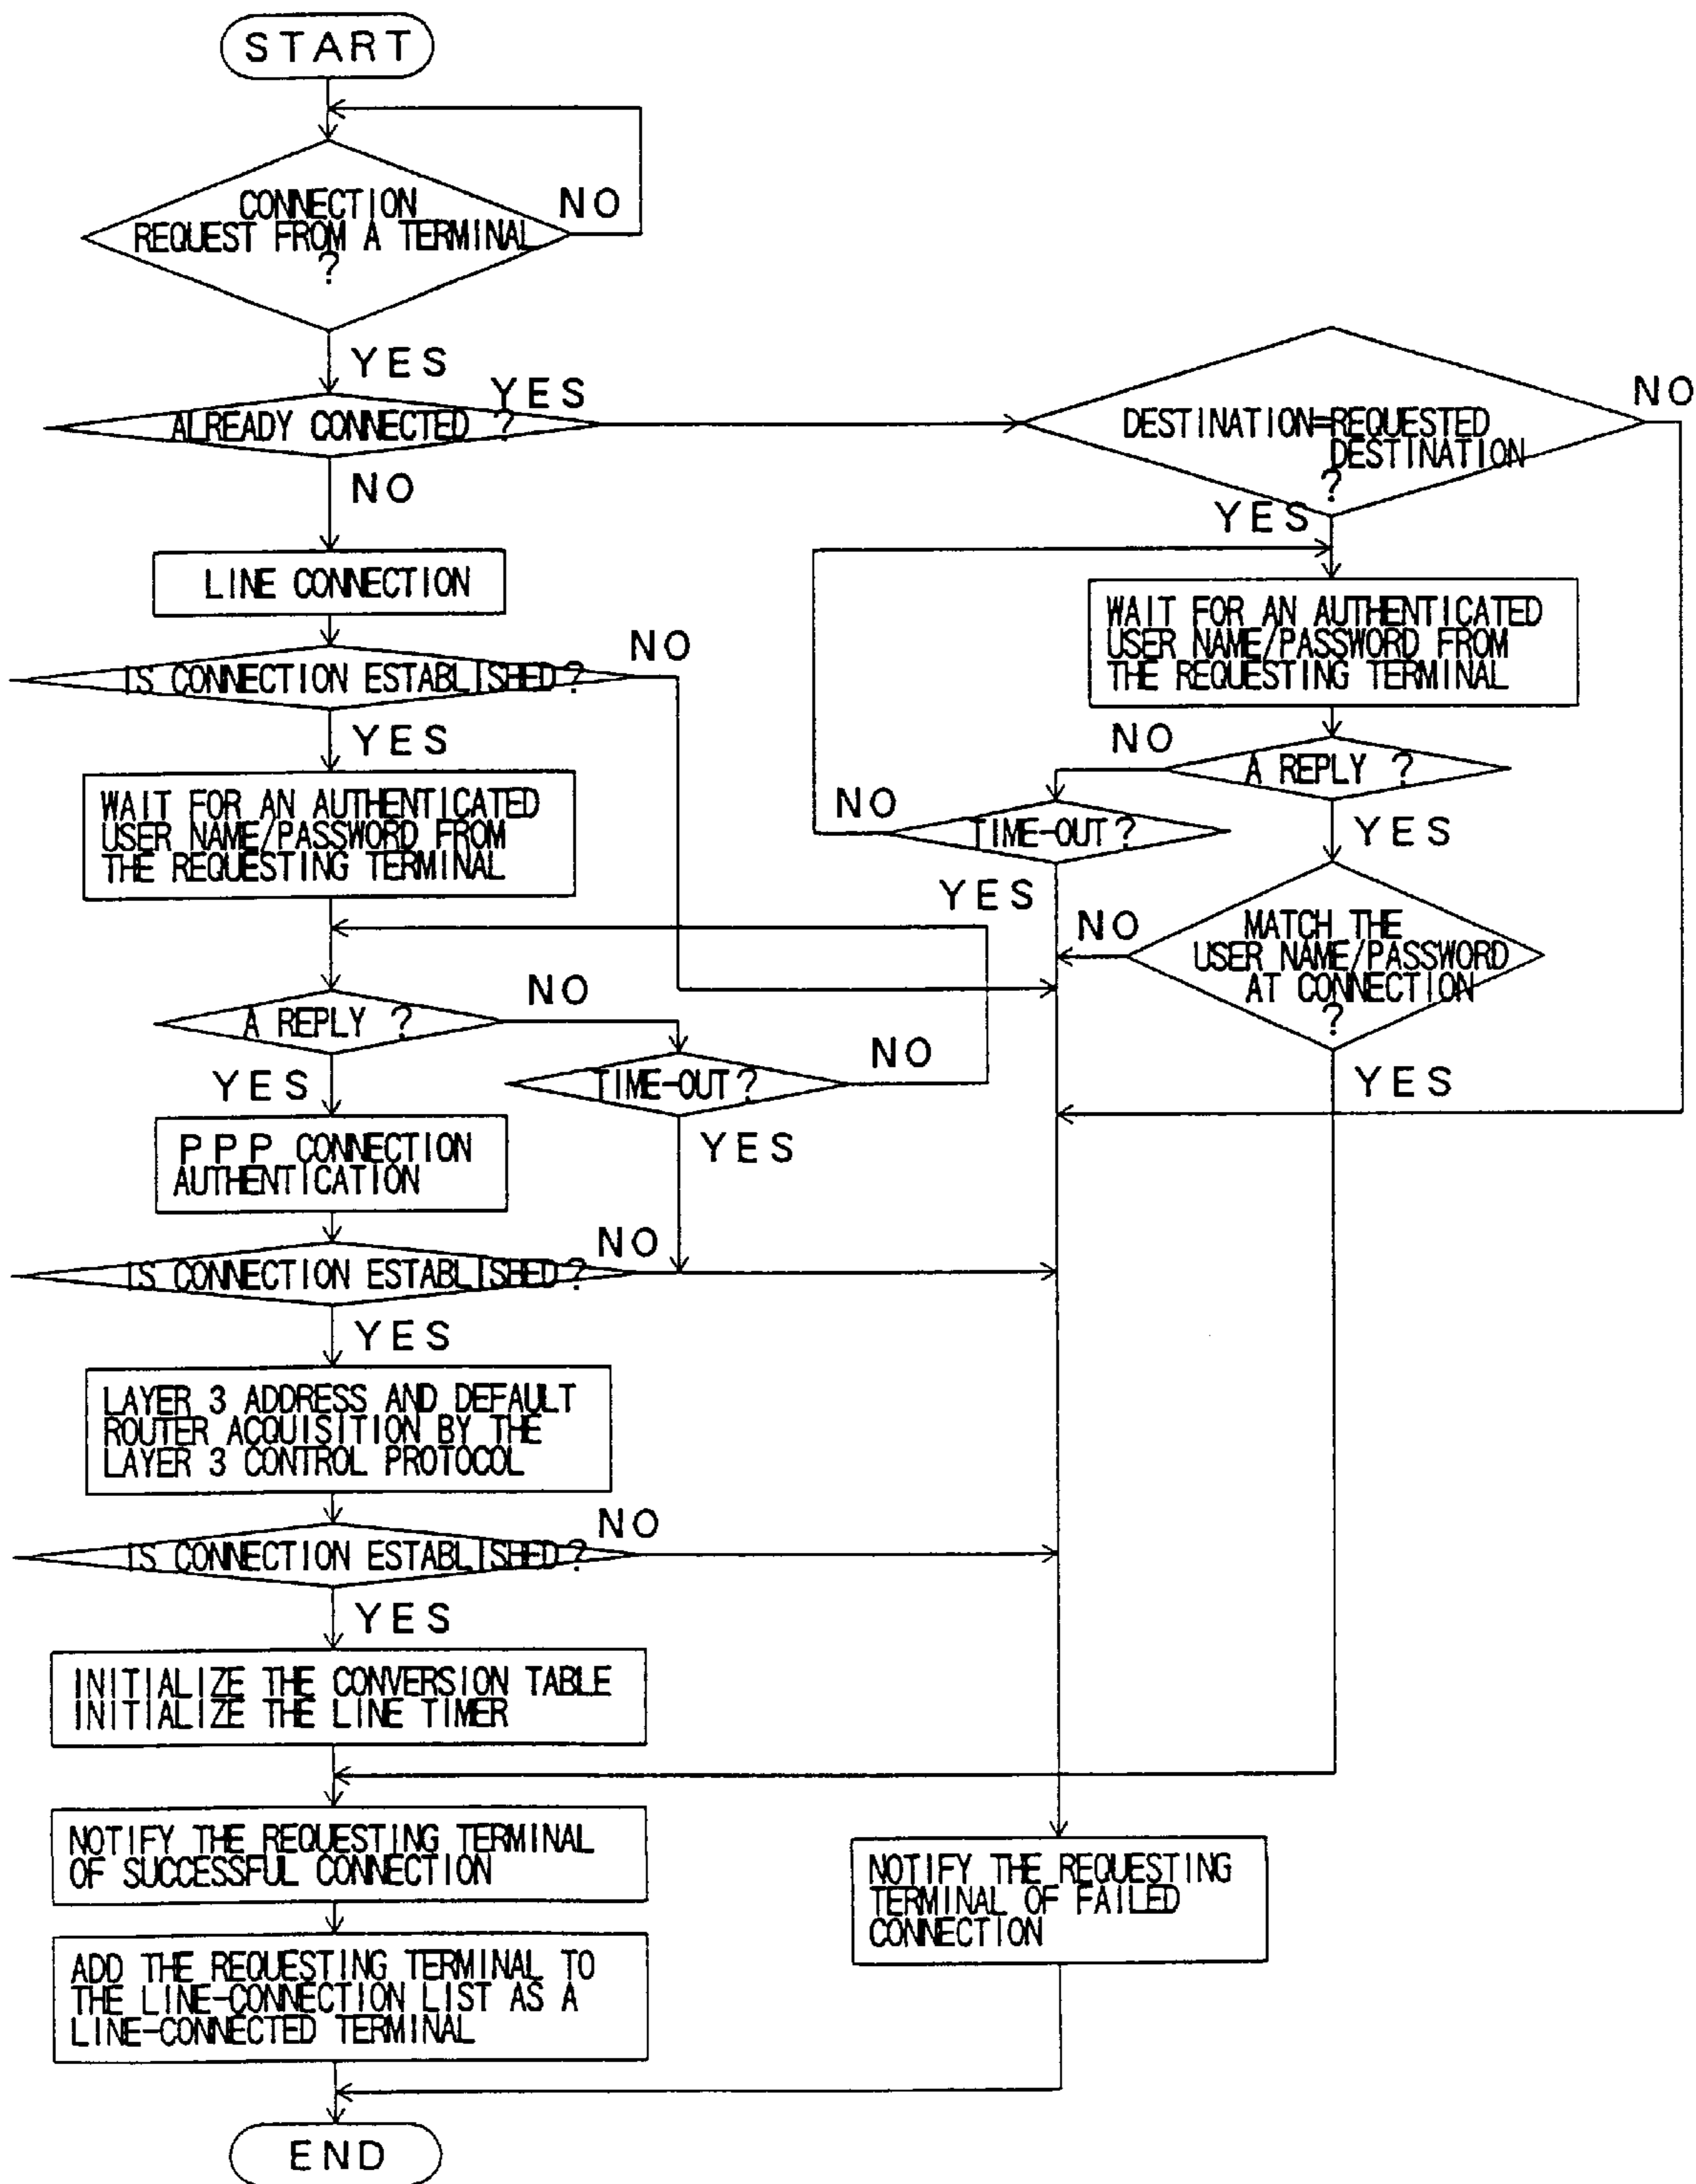 START
CONNECTION
REQUEST FROM A TERMINAL
?
NO
YES
ALREADY CONNECTED ?
YES
NO
DESTINATION=REQUESTED
DESTINATION
?
NO
YES
LINE CONNECTION
IS CONNECTION ESTABLISHED?
NO
YES
WAIT FOR AN AUTHENTICATED
USER NAME/PASSWORD FROM
THE REQUESTING TERMINAL
WAIT FOR AN AUTHENTICATED
USER NAME/PASSWORD FROM
THE REQUESTING TERMINAL
A REPLY ?
NO
YES
TIME-OUT?
NO
YES
MATCH THE
USER NAME/PASSWORD
AT CONNECTION
?
NO
YES
A REPLY ?
NO
YES
TIME-OUT?
NO
YES
PPP CONNECTION
AUTHENTICATION
IS CONNECTION ESTABLISHED?
NO
YES
LAYER 3 ADDRESS AND DEFAULT
ROUTER ACQUISITION BY THE
LAYER 3 CONTROL PROTOCOL
IS CONNECTION ESTABLISHED?
NO
YES
INITIALIZE THE CONVERSION TABLE
INITIALIZE THE LINE TIMER
NOTIFY THE REQUESTING TERMINAL
OF SUCCESSFUL CONNECTION
NOTIFY THE REQUESTING
TERMINAL OF FAILED
CONNECTION
ADD THE REQUESTING TERMINAL TO
THE LINE-CONNECTION LIST AS A
LINE-CONNECTED TERMINAL
END